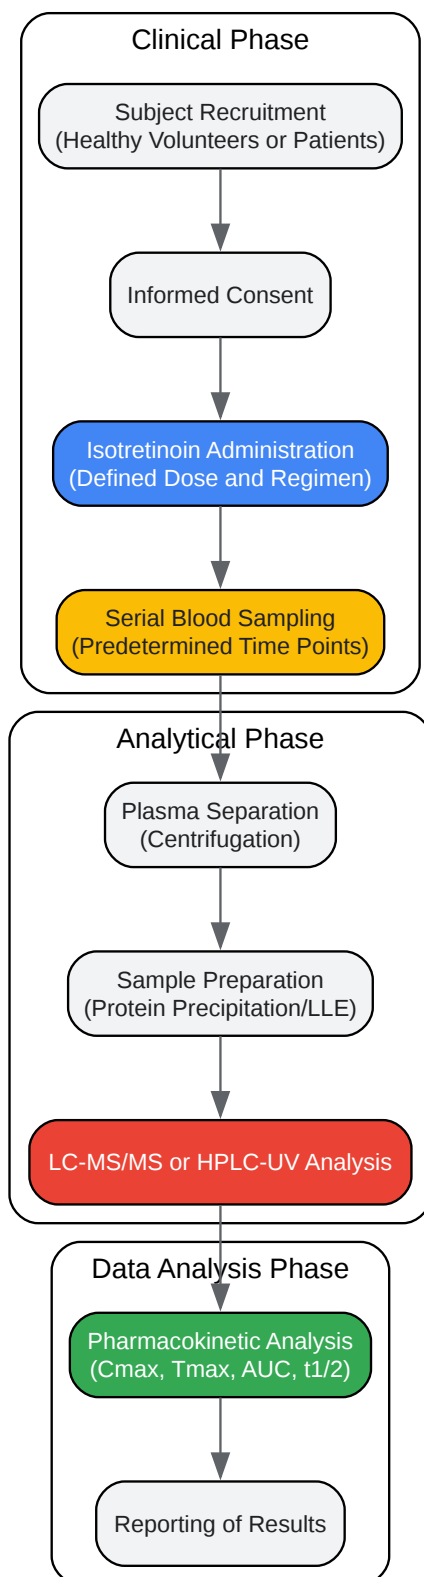 Clinical Phase
Subject Recruitment
(Healthy Volunteers or Patients)
Informed Consent
Isotretinoin Administration
(Defined Dose and Regimen)
Serial Blood Sampling
(Predetermined Time Points)
Analytical Phase
Plasma Separation
(Centrifugation)
Sample Preparation
(Protein Precipitation/LLE)
LC-MS/MS or HPLC-UV Analysis
Data Analysis Phase
Pharmacokinetic Analysis
(Cmax, Tmax, AUC, t1/2)
Reporting of Results